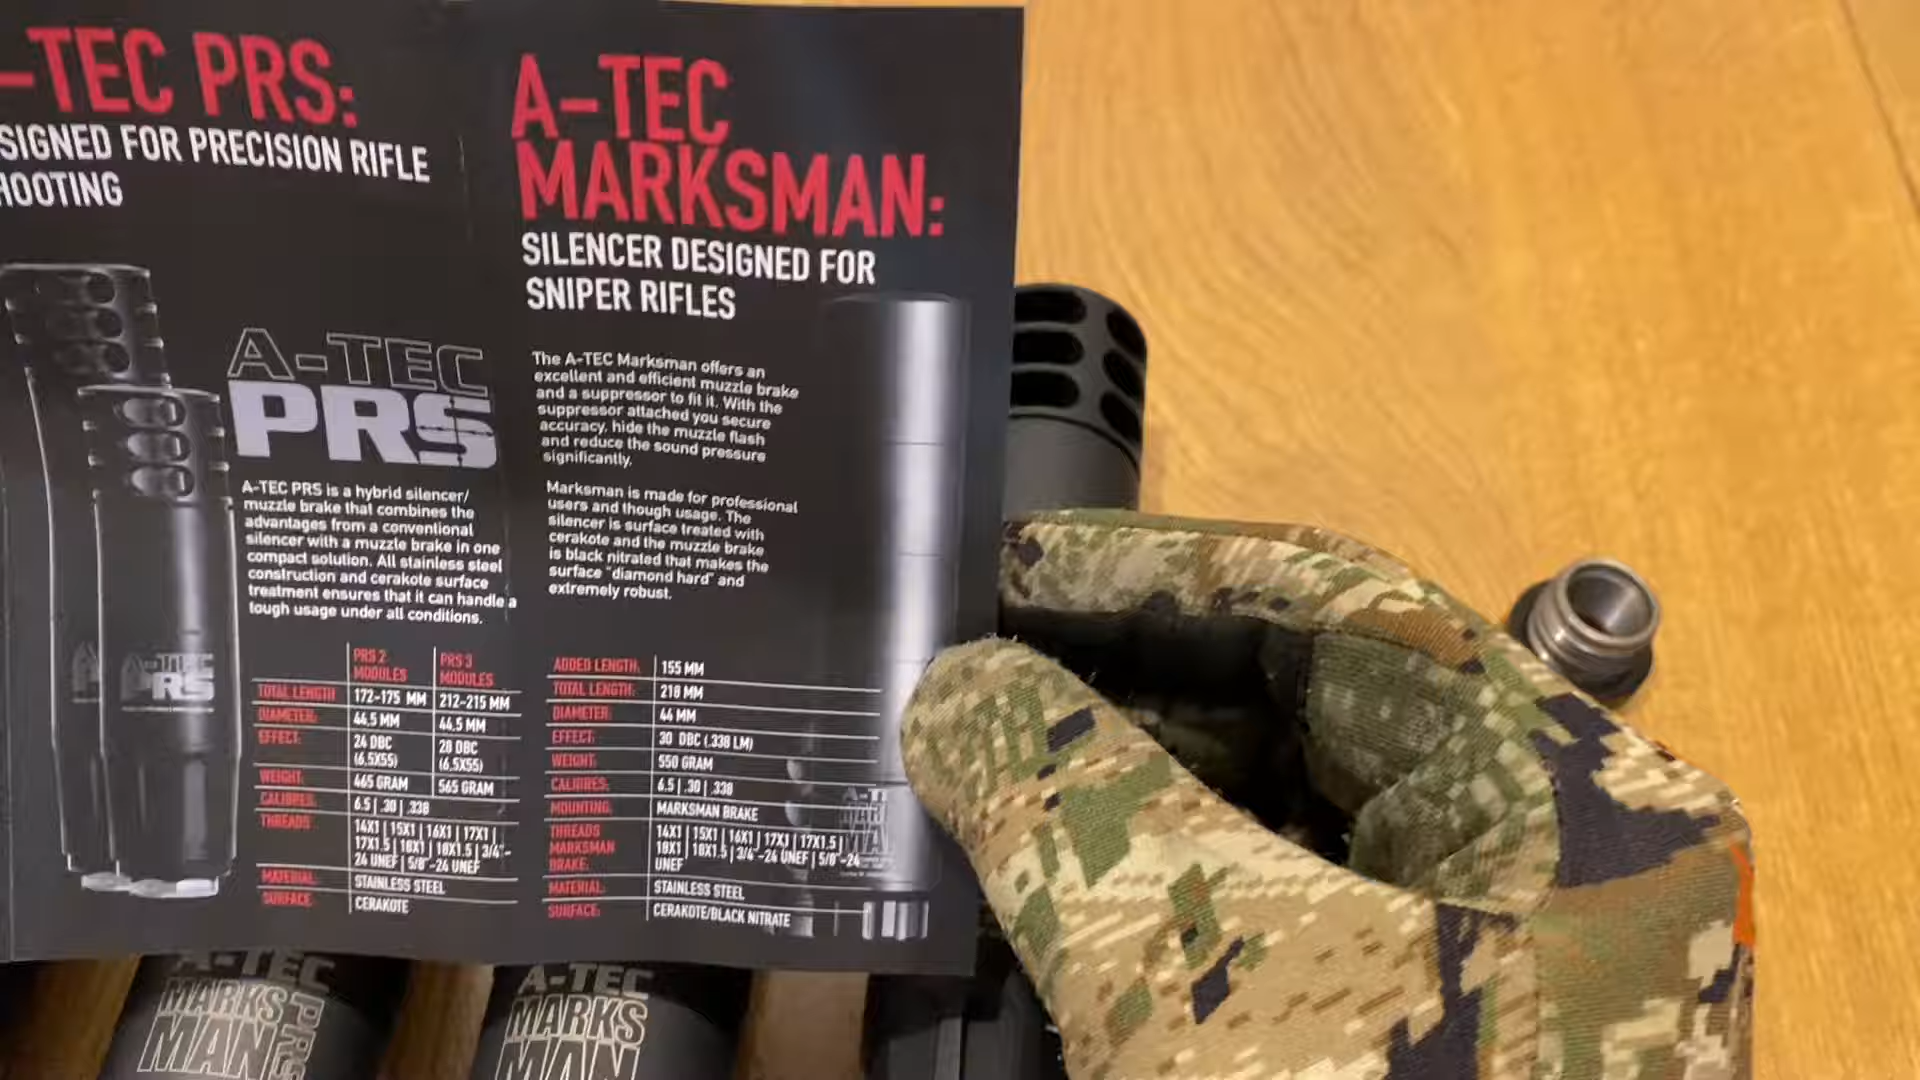 -TEC PRS:
SIGNED FOR PRECISION RIFLE
HOOTING
A-TEC
PRS
A-TEC PRS is a hybrid silencer/
muzzle brake that combines the
advantages from a conventional
silencer with a muzzle brake in one
compact solution. All stainless steel
construction and cerakote surface
treatment ensures that it can handle a
tough usage under all conditions.
A-TEC
PRS
PRS 2 MODULES PRS 3 MODULES
TOTAL LENGTH 172-175 MM 212-215 MM
DIAMETER: 44,5 MM 44,5 MM
EFFECT: 24 DBC (6,5X55) 28 DBC (6,5X55)
WEIGHT: 465 GRAM 565 GRAM
CALIBRES: 6.5 | .30 | .338
THREADS 14X1 | 15X1 | 16X1 | 17X1 |
17X1.5 | 18X1 | 18X1.5 | 3/4"-
24 UNEF | 5/8"-24 UNEF
MATERIAL: STAINLESS STEEL
SURFACE: CERAKOTE
A-TEC
MARKSMAN:
SILENCER DESIGNED FOR
SNIPER RIFLES
The A-TEC Marksman offers an
excellent and efficient muzzle brake
and a suppressor to fit it. With the
suppressor attached you secure
accuracy, hide the muzzle flash
and reduce the sound pressure
significantly.
Marksman is made for professional
users and though usage. The
silencer is surface treated with
cerakote and the muzzle brake
is black nitrated that makes the
surface "diamond hard" and
extremely robust.
ADDED LENGTH: 155 MM
TOTAL LENGTH: 218 MM
DIAMETER: 44 MM
EFFECT: 30 DBC (.338 LM)
WEIGHT: 550 GRAM
CALIBRES: 6.5 | .30 | .338
MOUNTING: MARKSMAN BRAKE
THREADS 14X1 | 15X1 | 16X1 | 17X1 | 17X1.5 |
MARKSMAN 18X1 | 18X1.5 | 3/4"-24 UNEF | 5/8"-24
BRAKE: UNEF
MATERIAL: STAINLESS STEEL
SURFACE: CERAKOTE/BLACK NITRATE
A-TEC
MARKS
MAN
PRS
A-TEC
MARKS
MAN